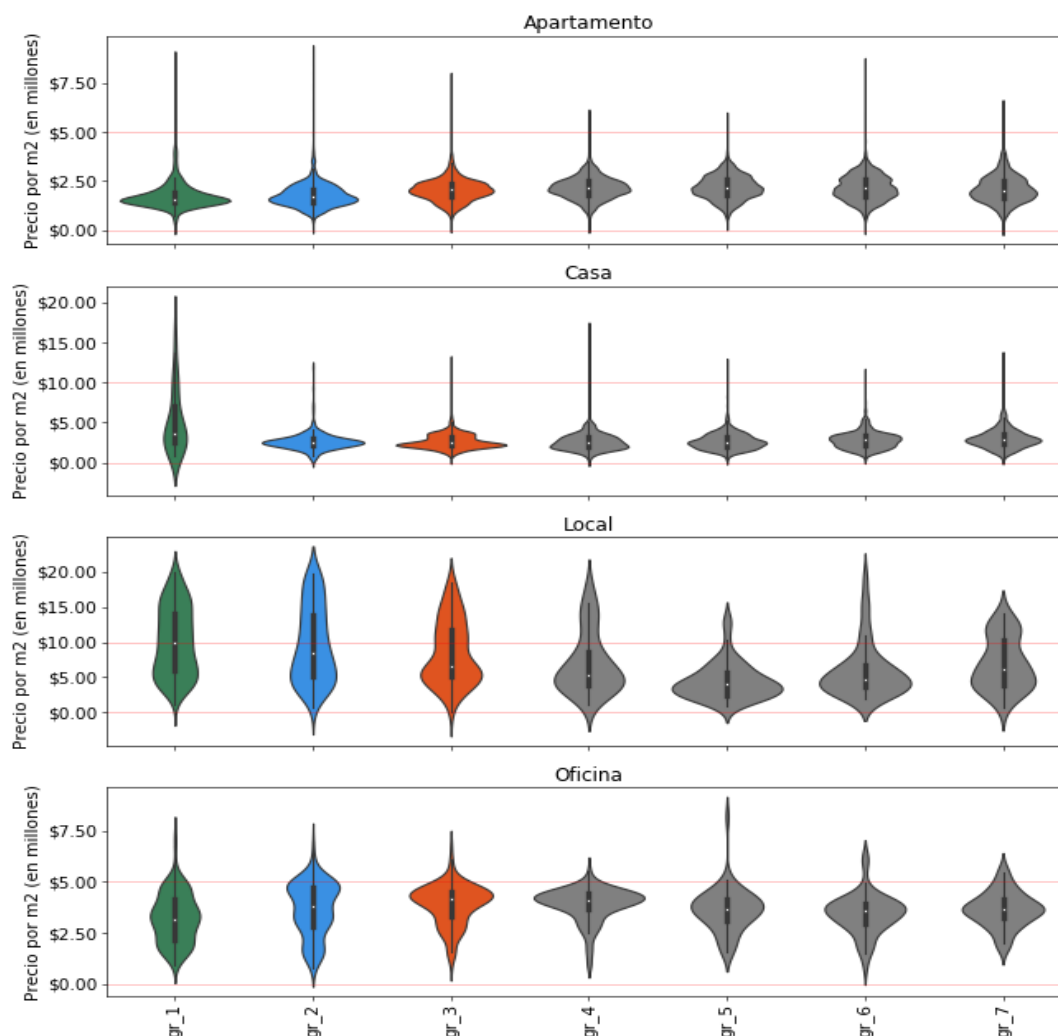 Apartamento
Precio por m2 (en millones)
$7.50
$5.00
$2.50
$0.00
Casa
Precio por m2 (en millones)
$20.00
$15.00
$10.00
$5.00
$0.00
Local
Precio por m2 (en millones)
$20.00
$15.00
$10.00
$5.00
$0.00
Oficina
Precio por m2 (en millones)
$7.50
$5.00
$2.50
$0.00
gr_1 gr_2 gr_3 gr_4 gr_5 gr_6 gr_7